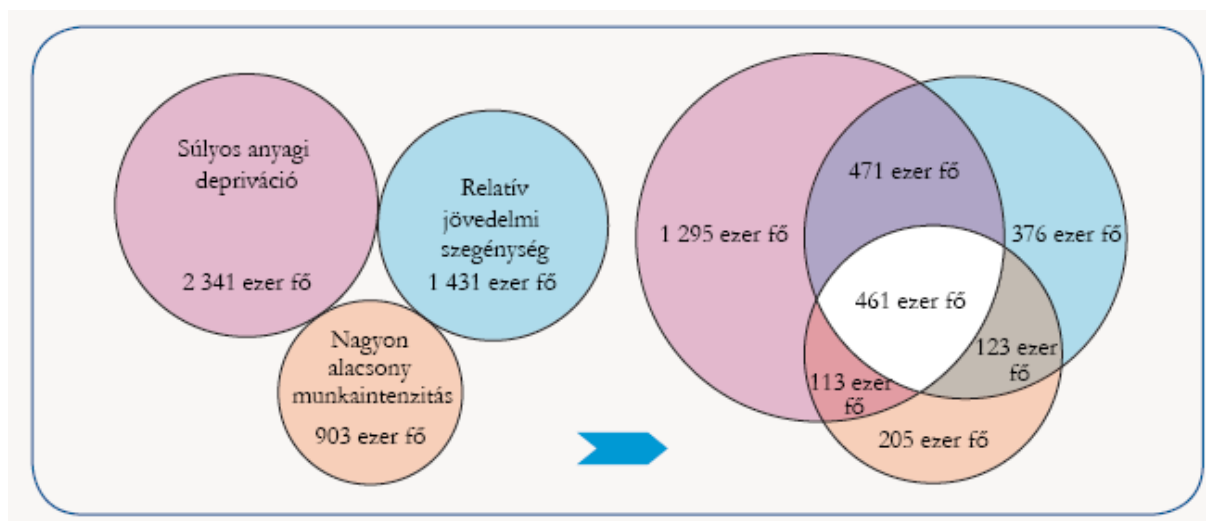 Súlyos anyagi
depriváció
2 341 ezer fő
Relatív
jövedelmi
szegénység
1 431 ezer fő
Nagyon
alacsony
munkaintenzitás
903 ezer fő
471 ezer fő
1 295 ezer fő
376 ezer fő
461 ezer fő
123 ezer
fő
113 ezer
fő
205 ezer fő